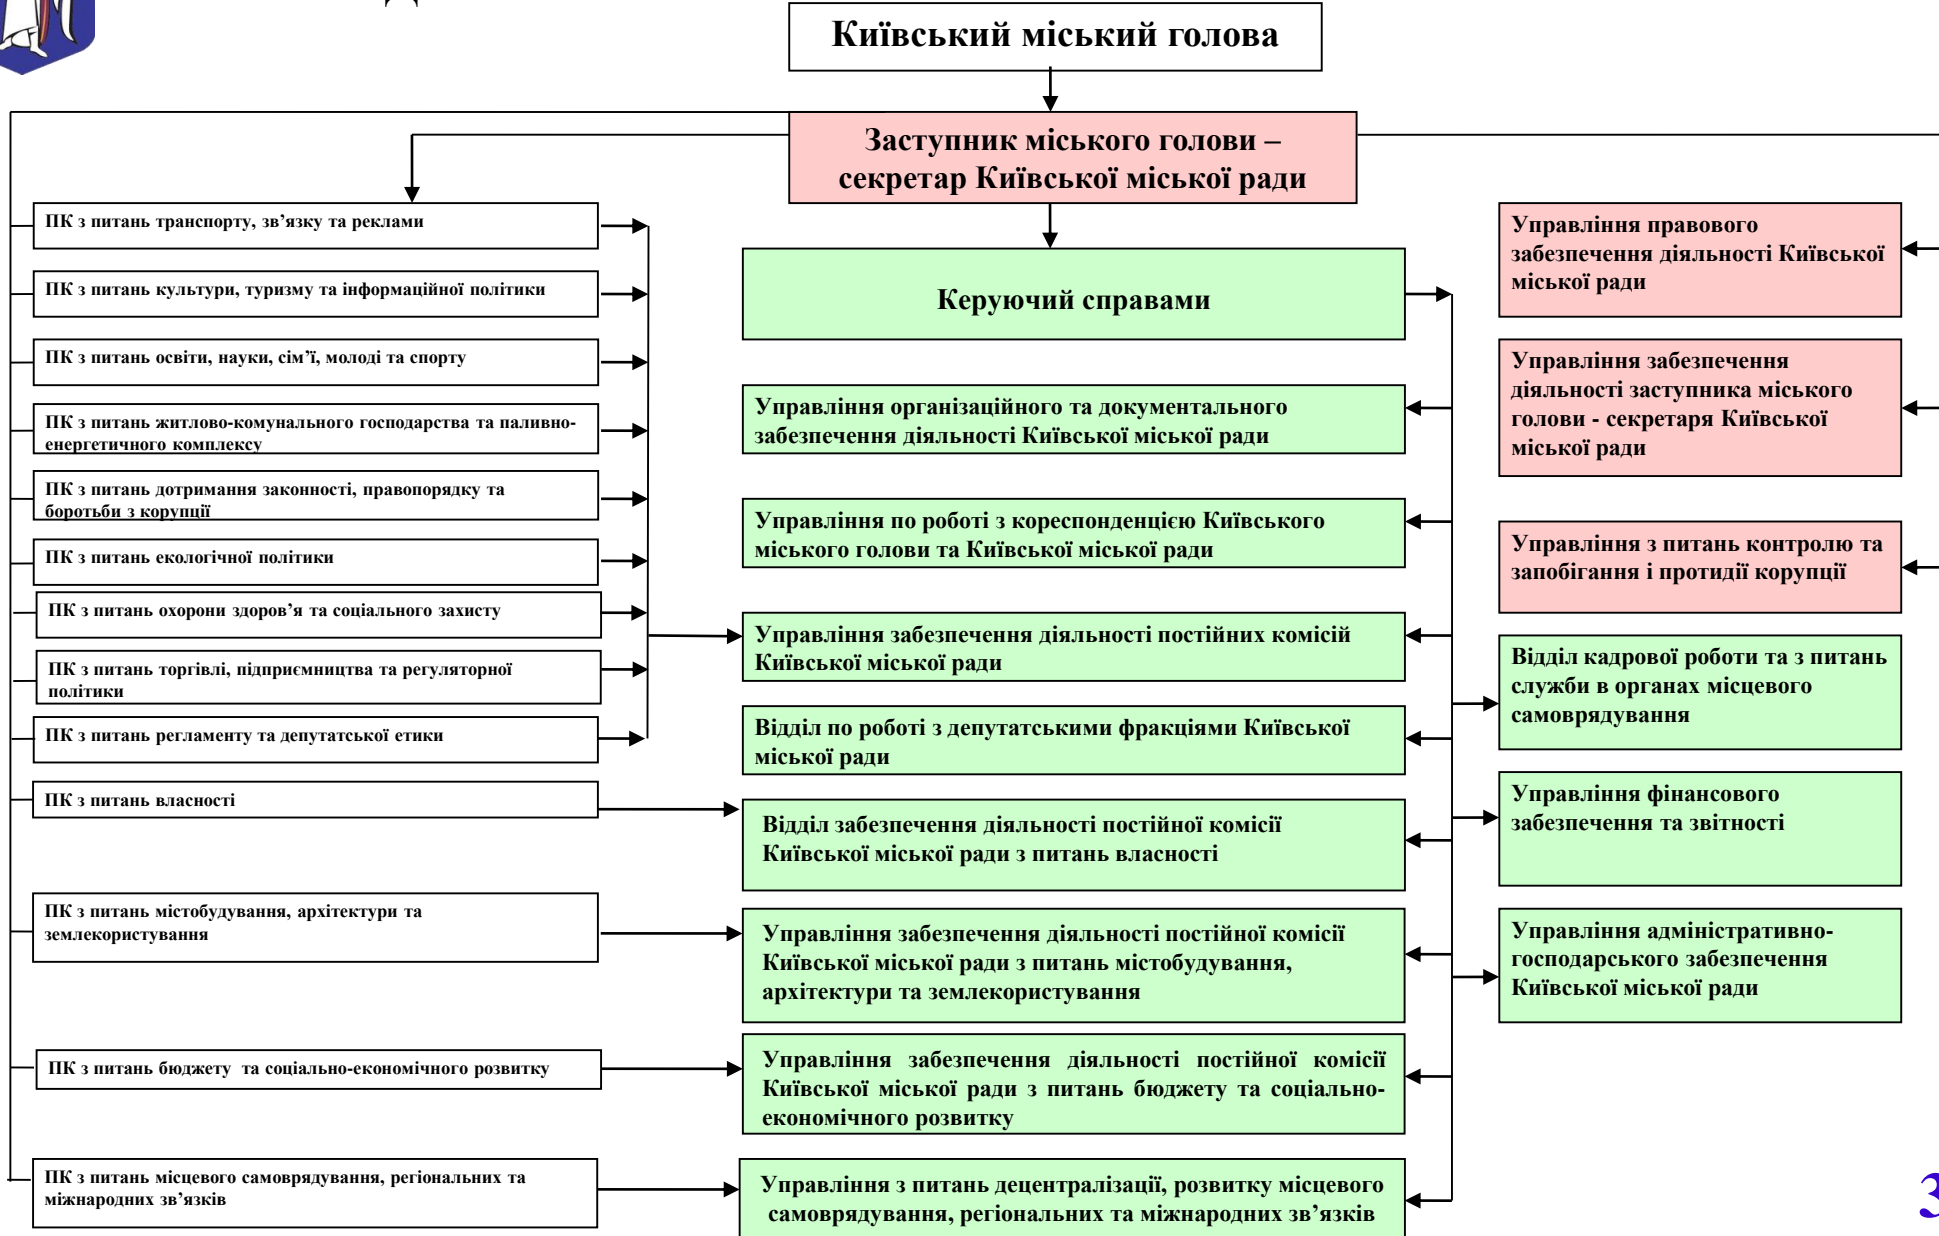 Київський міський голова
Заступник міського голови –
секретар Київської міської ради
ПК з питань транспорту, зв’язку та реклами
ПК з питань культури, туризму та інформаційної політики
ПК з питань освіти, науки, сім’ї, молоді та спорту
ПК з питань житлово-комунального господарства та паливно-
енергетичного комплексу
ПК з питань дотримання законності, правопорядку та
боротьби з корупції
ПК з питань екологічної політики
ПК з питань охорони здоров’я та соціального захисту
ПК з питань торгівлі, підприємництва та регуляторної
політики
ПК з питань регламенту та депутатської етики
ПК з питань власності
ПК з питань містобудування, архітектури та
землекористування
ПК з питань бюджету та соціально-економічного розвитку
ПК з питань місцевого самоврядування, регіональних та
міжнародних зв’язків
Керуючий справами
Управління організаційного та документального
забезпечення діяльності Київської міської ради
Управління по роботі з кореспонденцією Київського
міського голови та Київської міської ради
Управління забезпечення діяльності постійних комісій
Київської міської ради
Відділ по роботі з депутатськими фракціями Київської
міської ради
Відділ забезпечення діяльності постійної комісії
Київської міської ради з питань власності
Управління забезпечення діяльності постійної комісії
Київської міської ради з питань містобудування,
архітектури та землекористування
Управління забезпечення діяльності постійної комісії
Київської міської ради з питань бюджету та соціально-
економічного розвитку
Управління з питань децентралізації, розвитку місцевого
самоврядування, регіональних та міжнародних зв’язків
Управління правового
забезпечення діяльності Київської
міської ради
Управління забезпечення
діяльності заступника міського
голови - секретаря Київської
міської ради
Управління з питань контролю та
запобігання і протидії корупції
Відділ кадрової роботи та з питань
служби в органах місцевого
самоврядування
Управління фінансового
забезпечення та звітності
Управління адміністративно-
господарського забезпечення
Київської міської ради